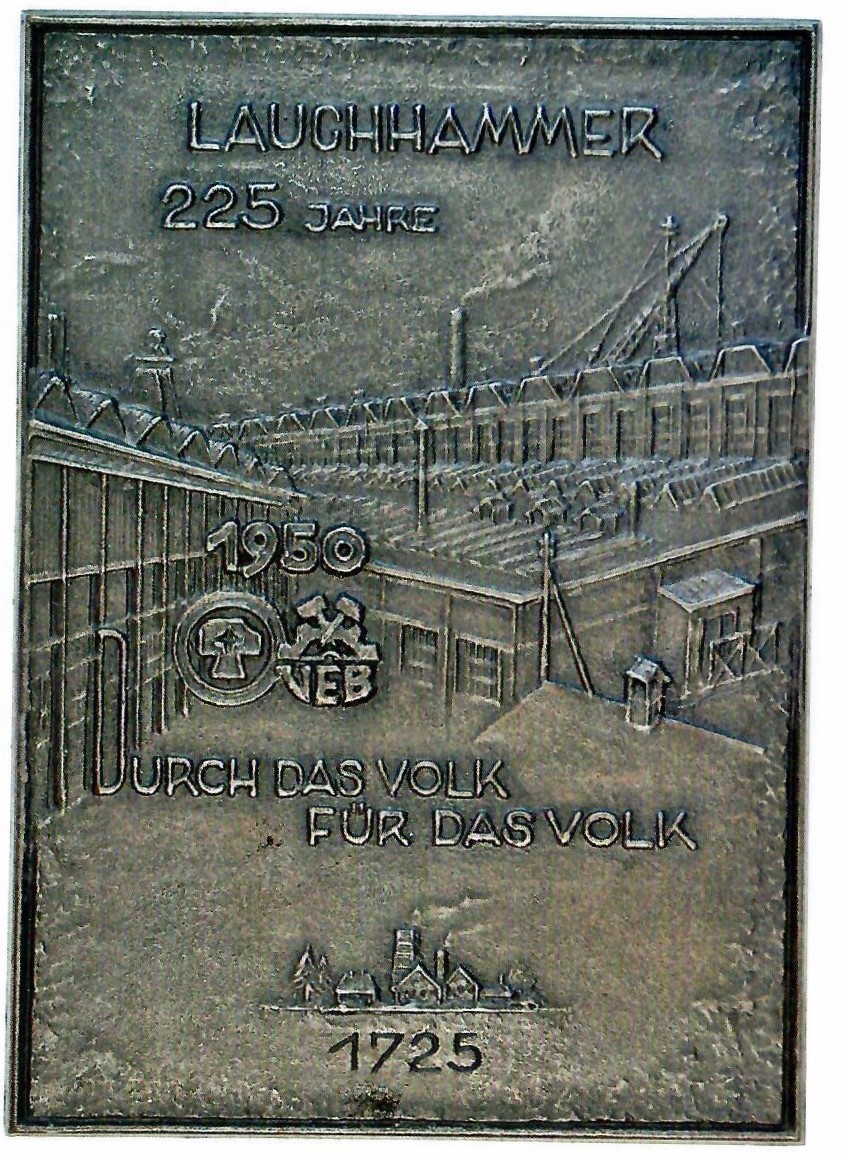 LAUCHHAMMER
225 JAHRE
1950
VEB
DURCH DAS VOLK
FÜR DAS VOLK
1725